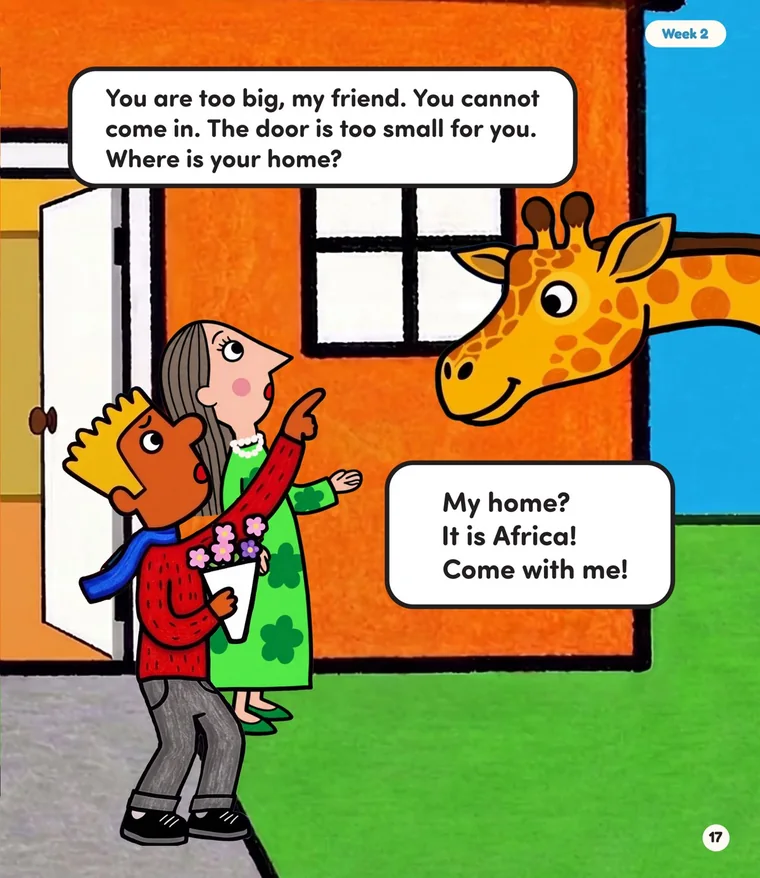 Week 2
You are too big, my friend. You cannot
come in. The door is too small for you.
Where is your home?
My home?
It is Africa!
Come with me!
17